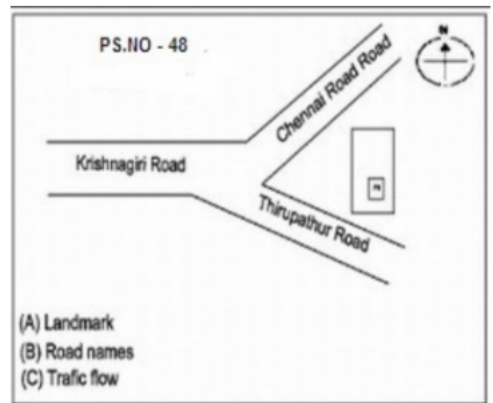 PS.NO - 48
N
Chennai Road Road
Krishnagiri Road
Thirupathur Road
(A) Landmark
(B) Road names
(C) Trafic flow